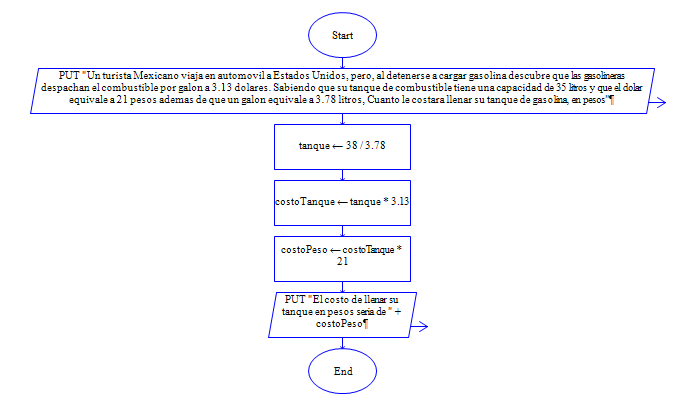 Start
PUT "Un turista Mexicano viaja en automovil a Estados Unidos, pero, al detenerse a cargar gasolina descubre que las gasolineras
despachan el combustible por galon a 3.13 dolares. Sabiendo que su tanque de combustible tiene una capacidad de 35 litros y que el dolar
equivale a 21 pesos ademas de que un galon equivale a 3.78 litros, Cuanto le costara llenar su tanque de gasolina, en pesos"¶
tanque ← 38 / 3.78
costoTanque ← tanque * 3.13
costoPeso ← costoTanque *
21
PUT "El costo de llenar su
tanque en pesos seria de " +
costoPeso¶
End